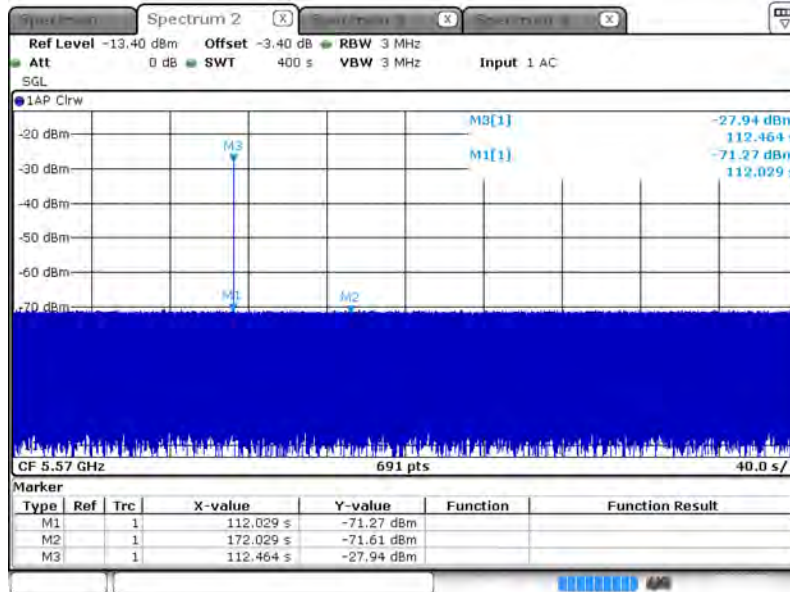 Spectrum 2 X X X
Ref Level -13.40 dBm Offset -3.40 dB RBW 3 MHz
Att 0 dB SWT 400 s VBW 3 MHz Input 1 AC
SGL
1AP Clrw
M3[1] -27.94 dBm
112.464 s
M1[1] -71.27 dBm
112.029 s
-20 dBm
M3
-30 dBm
-40 dBm
-50 dBm
-60 dBm
M1 M2
-70 dBm
CF 5.57 GHz 691 pts 40.0 s/
Marker
Type Ref Trc X-value Y-value Function Function Result
M1 1 112.029 s -71.27 dBm
M2 1 172.029 s -71.61 dBm
M3 1 112.464 s -27.94 dBm